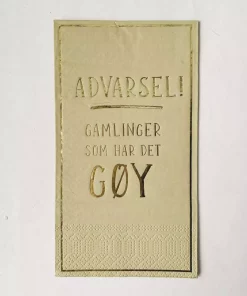 ADVARSEL!
GAMLINGER
SOM HAR DET
GØY